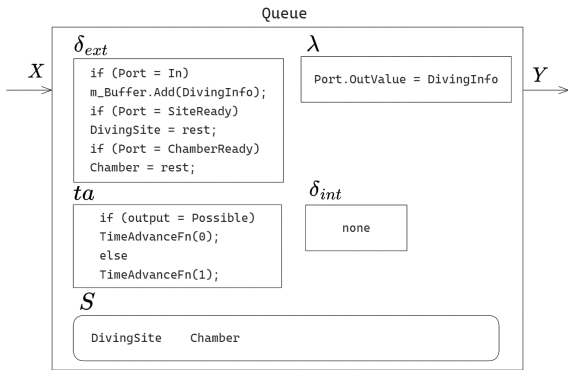 Queue
X
δext
if (Port = In)
m_Buffer.Add(DivingInfo);
if (Port = SiteReady)
DivingSite = rest;
if (Port = ChamberReady)
Chamber = rest;
λ
Port.OutValue = DivingInfo
Y
ta
if (output = Possible)
TimeAdvanceFn(0);
else
TimeAdvanceFn(1);
δint
none
S
DivingSite Chamber